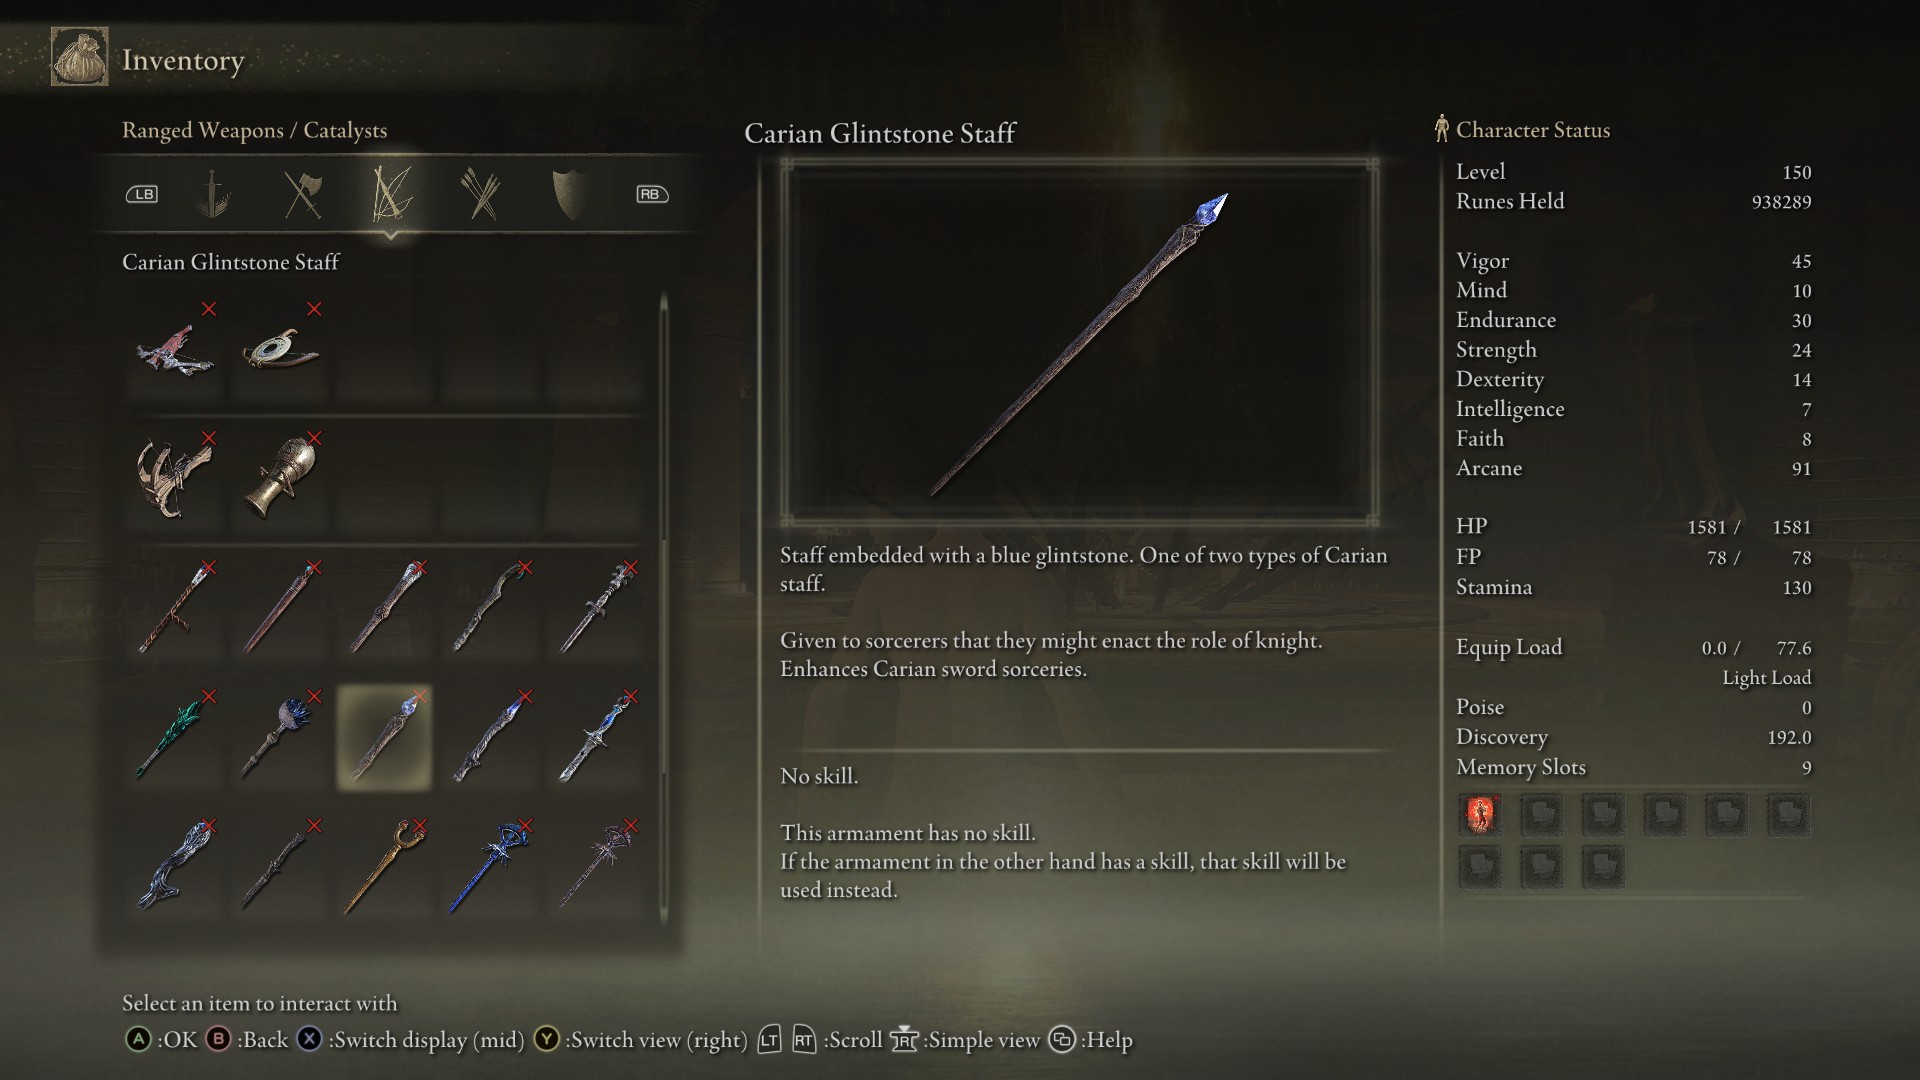 Inventory
Ranged Weapons / Catalysts
LB
RB
Carian Glintstone Staff
Carian Glintstone Staff
Staff embedded with a blue glintstone. One of two types of Carian
staff.
Given to sorcerers that they might enact the role of knight.
Enhances Carian sword sorceries.
No skill.
This armament has no skill.
If the armament in the other hand has a skill, that skill will be
used instead.
Character Status
Level 150
Runes Held 938289
Vigor 45
Mind 10
Endurance 30
Strength 24
Dexterity 14
Intelligence 7
Faith 8
Arcane 91
HP 1581 / 1581
FP 78 / 78
Stamina 130
Equip Load 0.0 / 77.6
Light Load
Poise 0
Discovery 192.0
Memory Slots 9
Select an item to interact with
A :OK B :Back X :Switch display (mid) Y :Switch view (right) LT RT :Scroll R :Simple view :Help